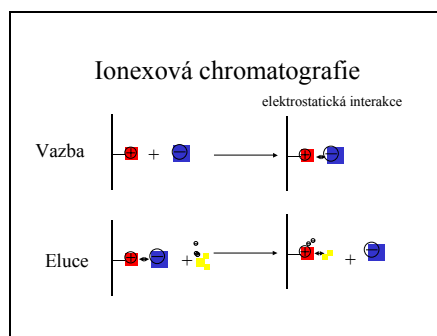 Ionexová chromatografie
elektrostatická interakce
Vazba
+
Eluce
+
+